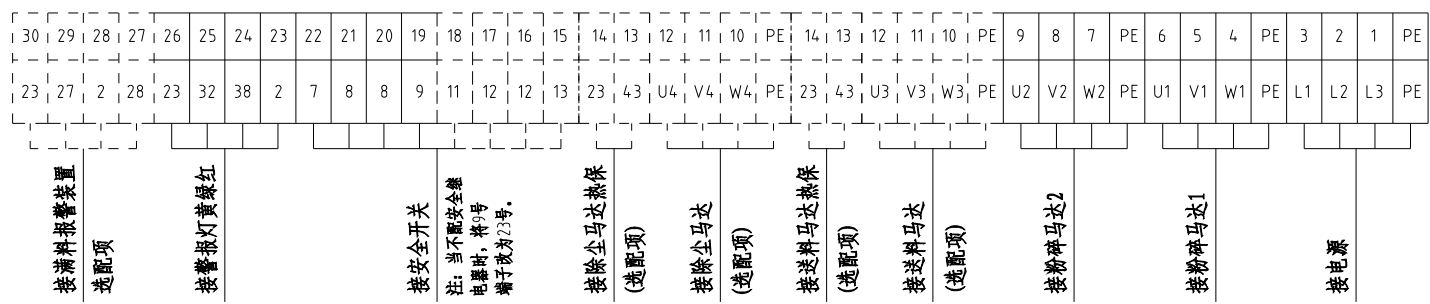 30 29 28 27 26 25 24 23 22 21 20 19 18 17 16 15 14 13 12 11 10 PE 14 13 12 11 10 PE 9 8 7 PE 6 5 4 PE 3 2 1 PE
23 27 2 28 23 32 38 2 7 8 8 9 11 12 12 13 23 43 U4 V4 W4 PE 23 43 U3 V3 W3 PE U2 V2 W2 PE U1 V1 W1 PE L1 L2 L3 PE
接满料报警装置
选配项
接警报灯黄绿红
接安全开关
注：当不配安全继
电器时，将9号
端子改为23号。
接除尘马达热保
(选配项)
接除尘马达
(选配项)
接送料马达热保
(选配项)
接送料马达
(选配项)
接粉碎马达2
接粉碎马达1
接电源